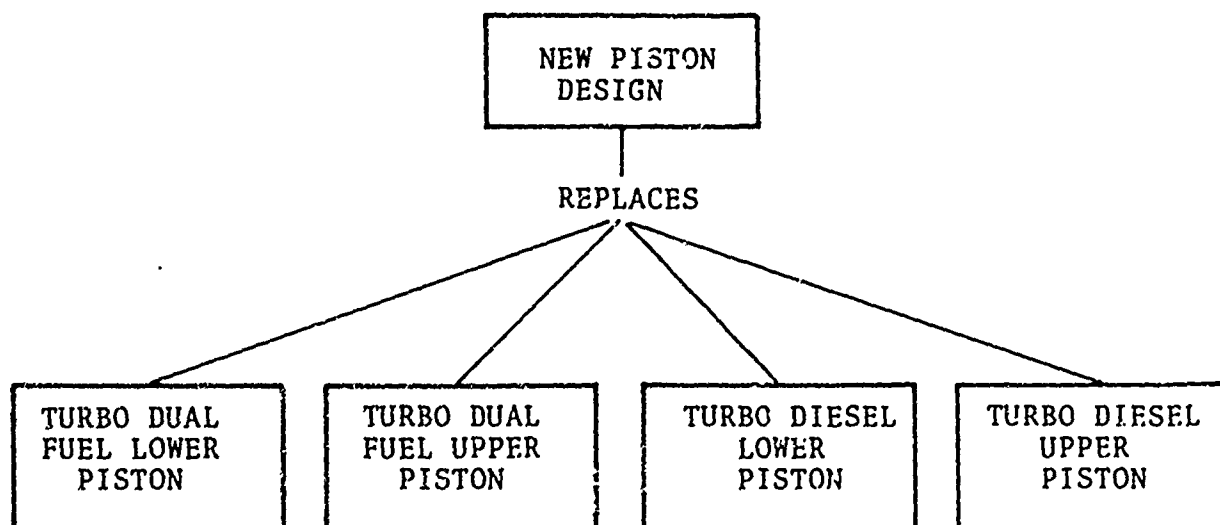 NEW PISTON
DESIGN
REPLACES
TURBO DUAL
FUEL LOWER
PISTON
TURBO DUAL
FUEL UPPER
PISTON
TURBO DIESEL
LOWER
PISTON
TURBO DIESEL
UPPER
PISTON